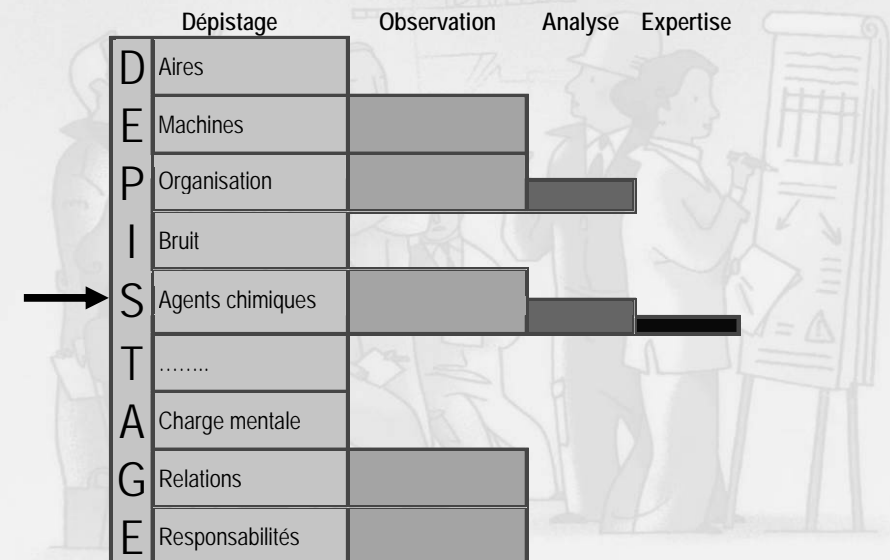 Dépistage Observation Analyse Expertise
D Aires
E Machines
P Organisation
I Bruit
S Agents chimiques
T ........
A Charge mentale
G Relations
E Responsabilités